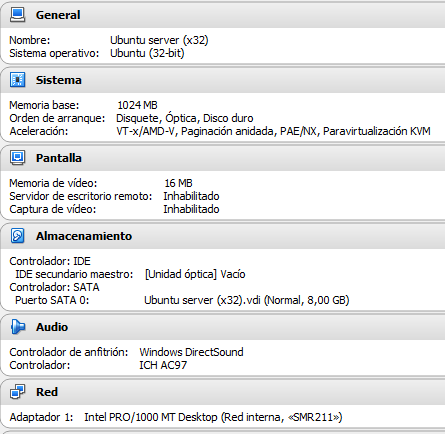 General
Nombre: Ubuntu server (x32)
Sistema operativo: Ubuntu (32-bit)
Sistema
Memoria base: 1024 MB
Orden de arranque: Disquete, Óptica, Disco duro
Aceleración: VT-x/AMD-V, Paginación anidada, PAE/NX, Paravirtualización KVM
Pantalla
Memoria de vídeo: 16 MB
Servidor de escritorio remoto: Inhabilitado
Captura de vídeo: Inhabilitado
Almacenamiento
Controlador: IDE
IDE secundario maestro: [Unidad óptica] Vacío
Controlador: SATA
Puerto SATA 0: Ubuntu server (x32).vdi (Normal, 8,00 GB)
Audio
Controlador de anfitrión: Windows DirectSound
Controlador: ICH AC97
Red
Adaptador 1: Intel PRO/1000 MT Desktop (Red interna, «SMR211»)